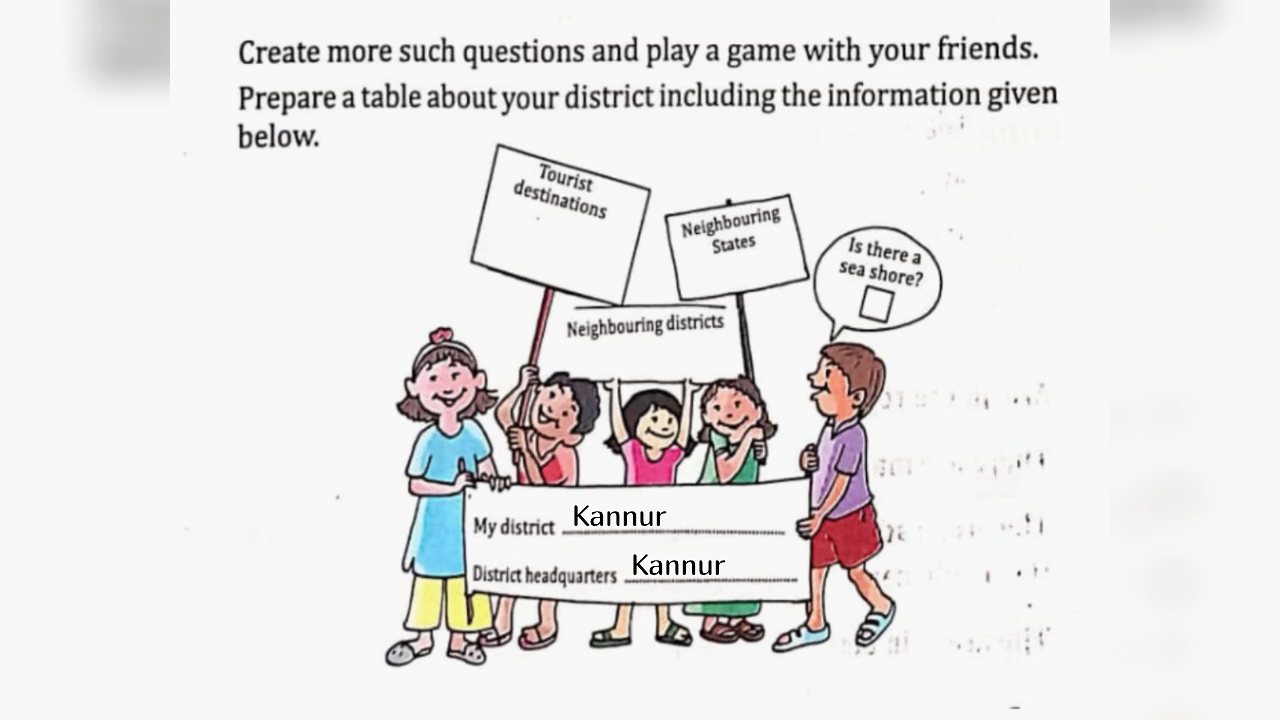 Create more such questions and play a game with your friends.
Prepare a table about your district including the information given
below.
Tourist
destinations
Neighbouring
States
Is there a
sea shore?
Neighbouring districts
My district Kannur
District headquarters Kannur